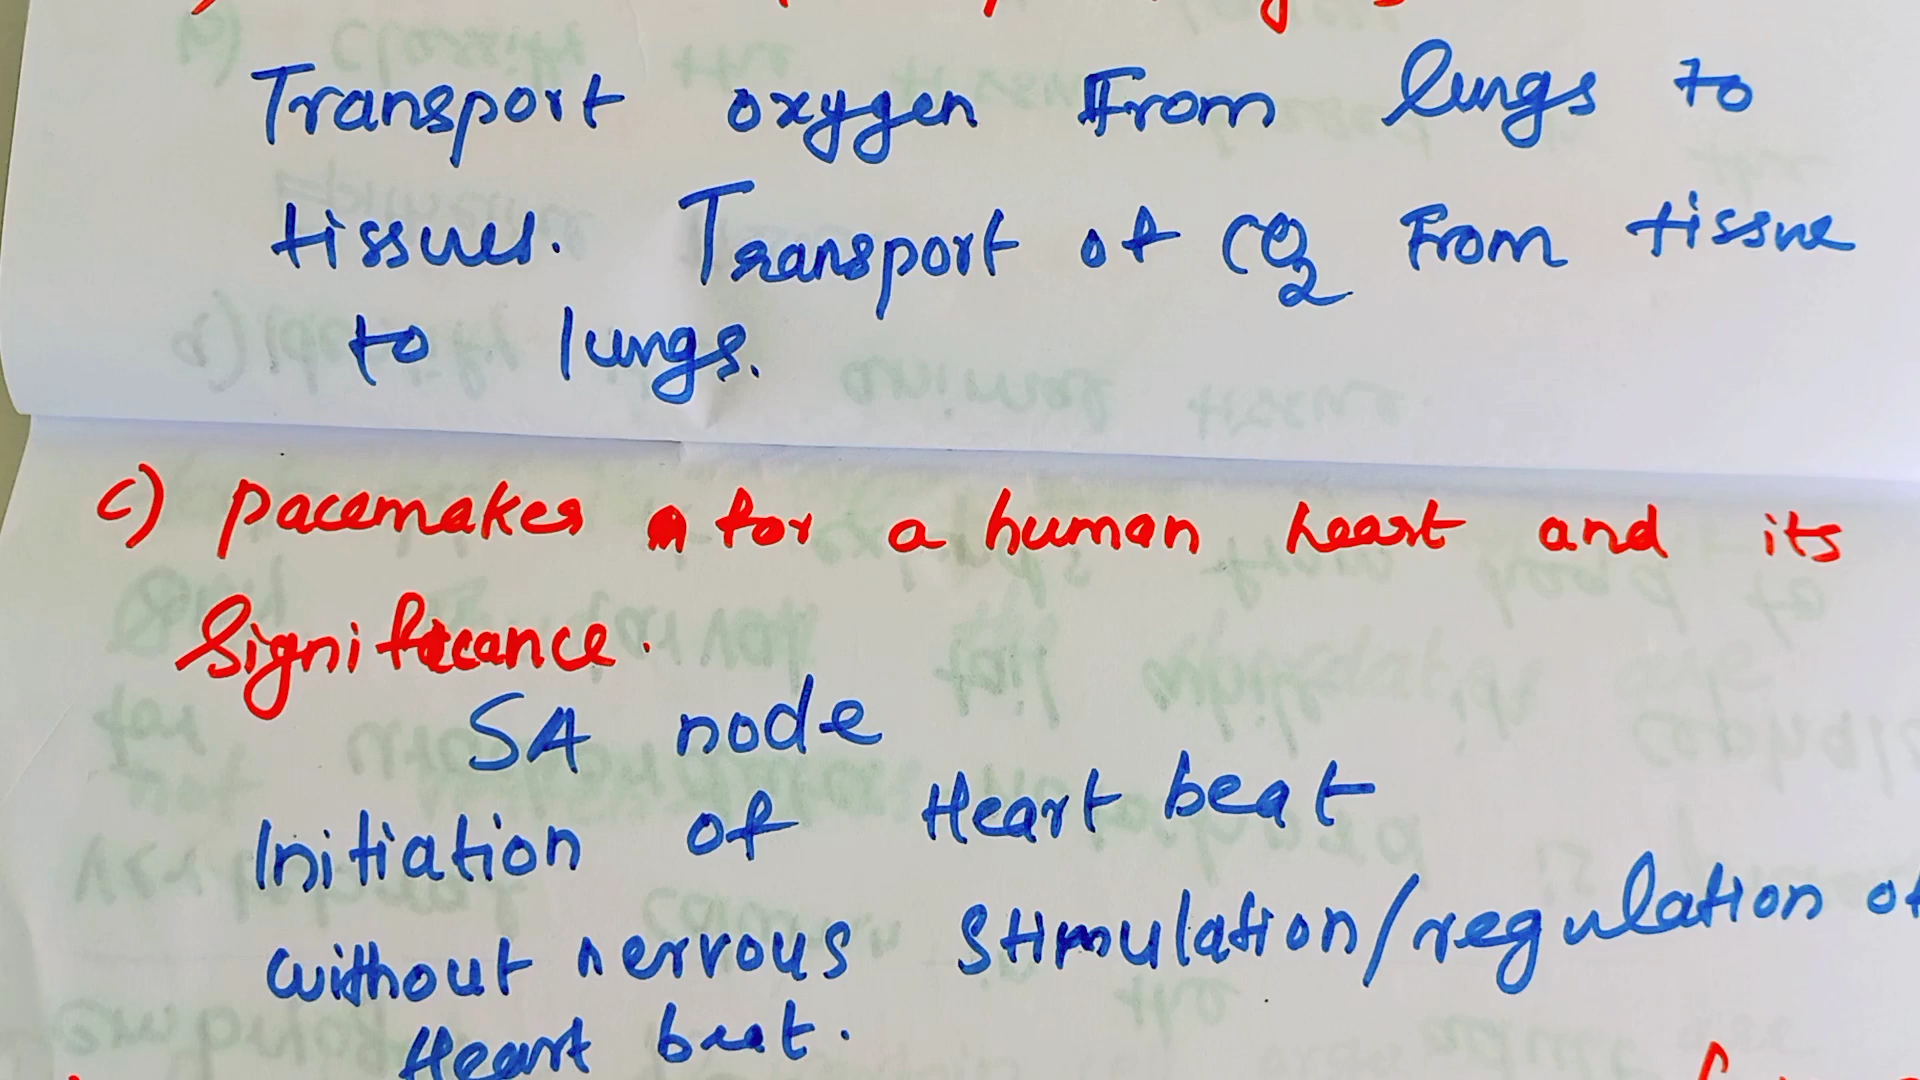 Transport oxygen From lungs to
tissues. Transport of CO2 From tissue
to lungs.
c) pacemaker for a human heart and its
Significance.
SA node
Initiation of Heart beat
without nervous stimulation/regulation of
Heart beat.